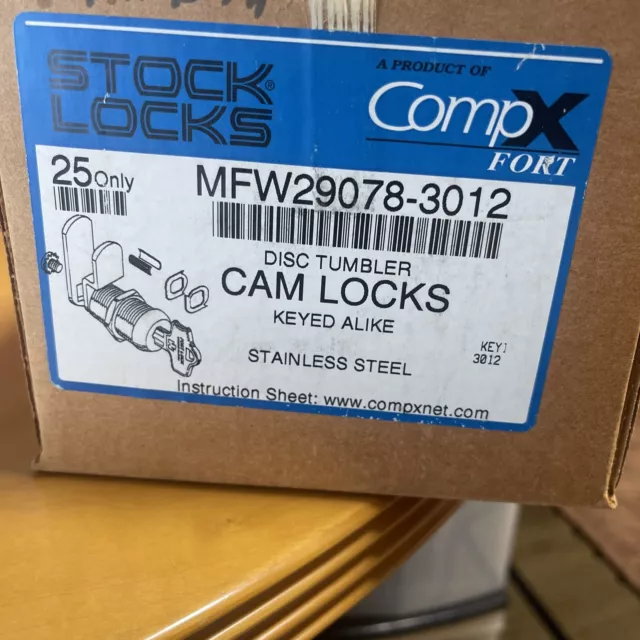 STOCK
LOCKS®
A PRODUCT OF
CompX
FORT
25 Only
MFW29078-3012
DISC TUMBLER
CAM LOCKS
KEYED ALIKE
KEY1
3012
STAINLESS STEEL
Instruction Sheet: www.compxnet.com